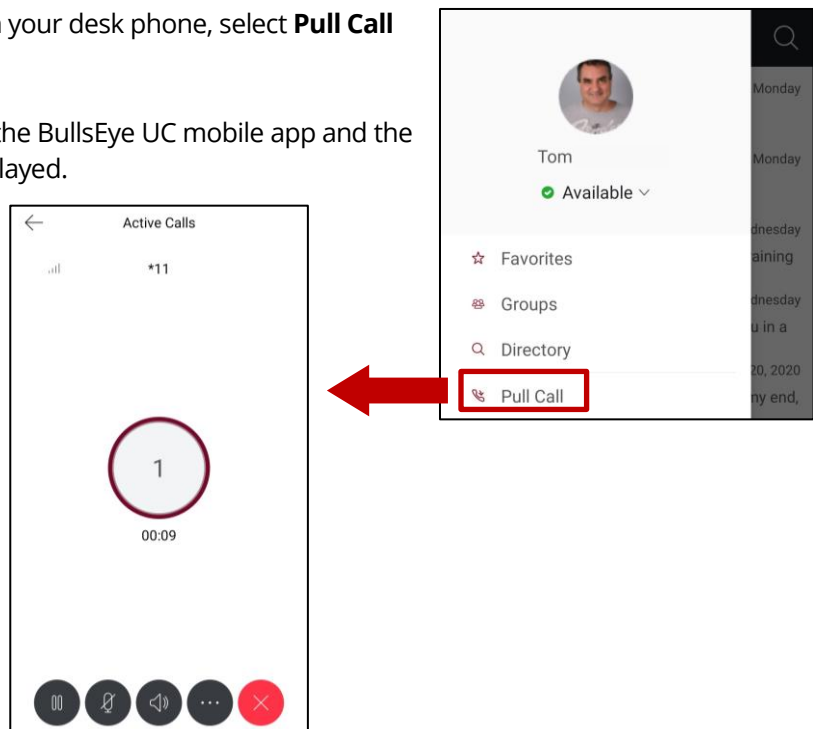 n your desk phone, select Pull Call
the BullsEye UC mobile app and the
layed.
Monday
Tom
Monday
Available
dnesday
Favorites
aining
Groups
dnesday
u in a
Directory
20, 2020
Pull Call
ny end,
Active Calls
*11
1
00:09